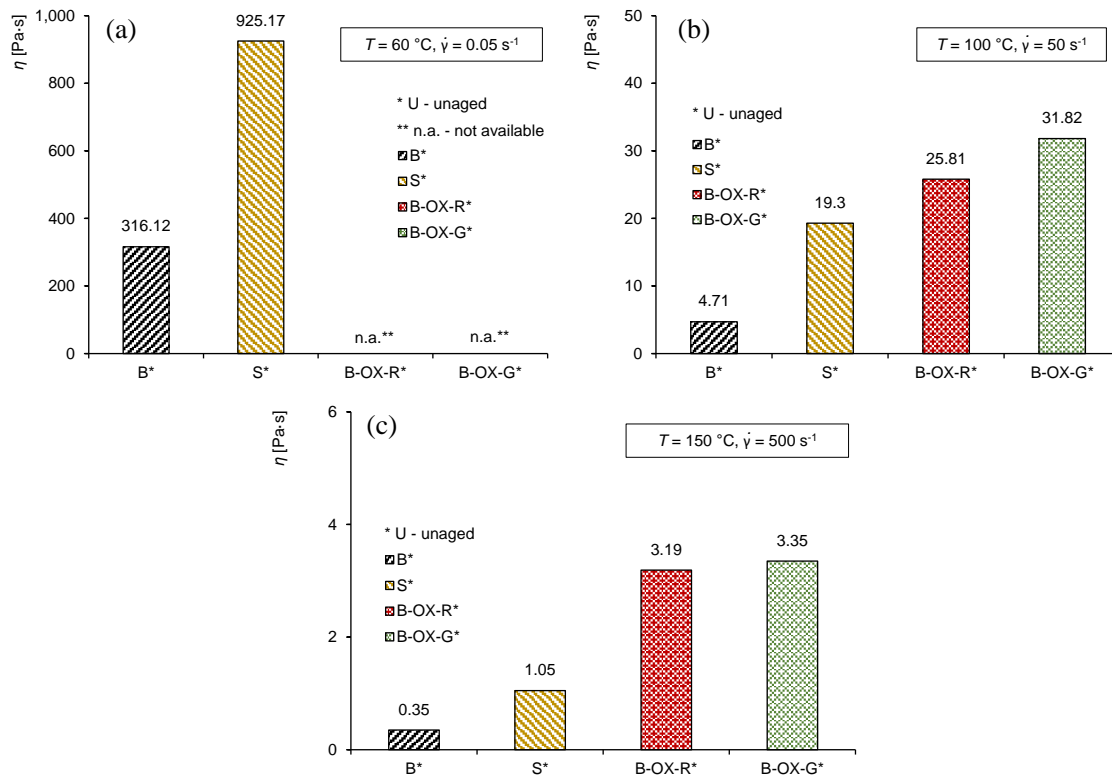 (a)
η [Pa·s]
1,000
800
600
400
200
0
925.17
316.12
n.a.**
n.a.**
T = 60 °C, γ̇ = 0.05 s⁻¹
* U - unaged
** n.a. - not available
B*
S*
B-OX-R*
B-OX-G*
B*
S*
B-OX-R*
B-OX-G*
(b)
η [Pa·s]
50
40
30
20
10
0
T = 100 °C, γ̇ = 50 s⁻¹
* U - unaged
B*
S*
B-OX-R*
B-OX-G*
4.71
19.3
25.81
31.82
B*
S*
B-OX-R*
B-OX-G*
(c)
η [Pa·s]
6
4
2
0
T = 150 °C, γ̇ = 500 s⁻¹
* U - unaged
B*
S*
B-OX-R*
B-OX-G*
0.35
1.05
3.19
3.35
B*
S*
B-OX-R*
B-OX-G*